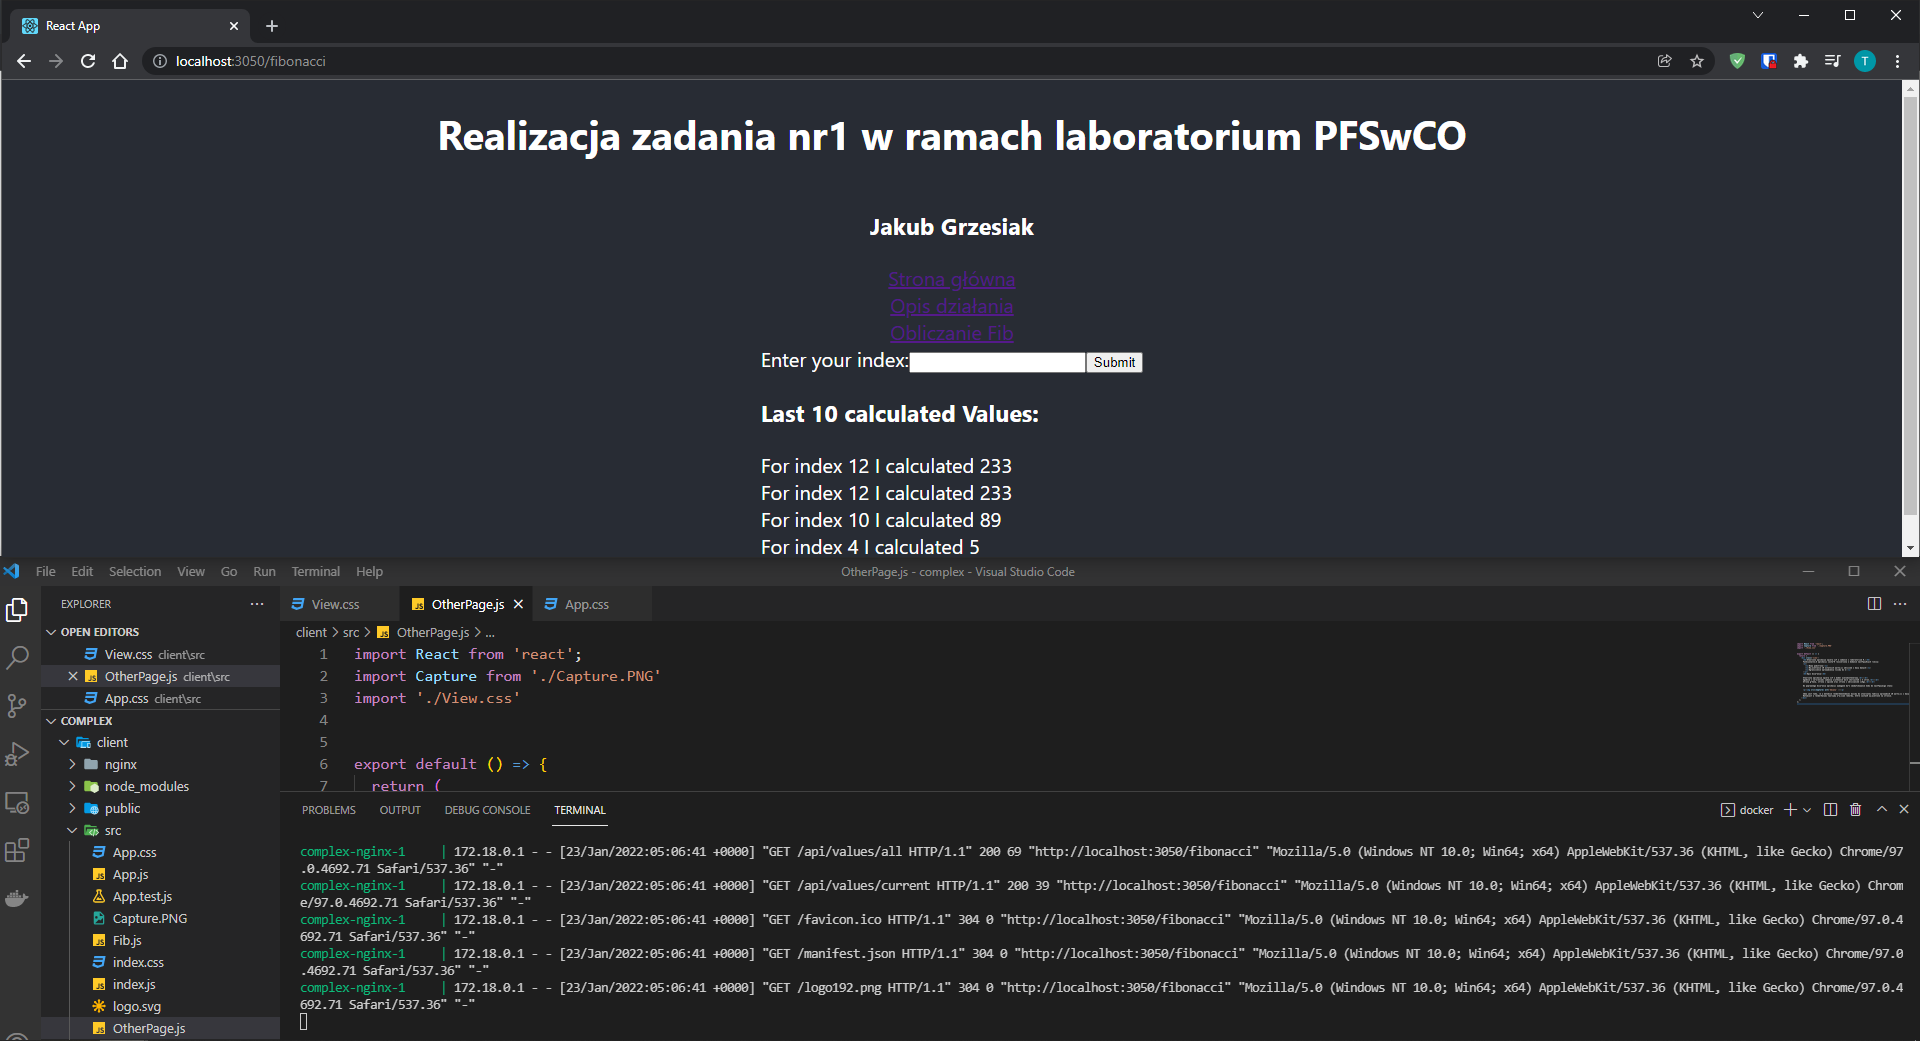 React App
localhost:3050/fibonacci
T
Realizacja zadania nr1 w ramach laboratorium PFSwCO
Jakub Grzesiak
Strona główna
Opis działania
Obliczanie Fib
Enter your index: Submit
Last 10 calculated Values:
For index 12 I calculated 233
For index 12 I calculated 233
For index 10 I calculated 89
For index 4 I calculated 5
File Edit Selection View Go Run Terminal Help OtherPage.js - complex - Visual Studio Code
EXPLORER
OPEN EDITORS
View.css client\src
OtherPage.js client\src
App.css client\src
COMPLEX
client
nginx
node_modules
public
src
App.css
App.js
App.test.js
Capture.PNG
Fib.js
index.css
index.js
logo.svg
OtherPage.js
View.css OtherPage.js App.css
client > src > OtherPage.js > ...
1 import React from 'react';
2 import Capture from './Capture.PNG'
3 import './View.css'
4
5
6 export default () => {
7 return (
PROBLEMS OUTPUT DEBUG CONSOLE TERMINAL docker
complex-nginx-1 | 172.18.0.1 - - [23/Jan/2022:05:06:41 +0000] "GET /api/values/all HTTP/1.1" 200 69 "http://localhost:3050/fibonacci" "Mozilla/5.0 (Windows NT 10.0; Win64; x64) AppleWebKit/537.36 (KHTML, like Gecko) Chrome/97
.0.4692.71 Safari/537.36" "-"
complex-nginx-1 | 172.18.0.1 - - [23/Jan/2022:05:06:41 +0000] "GET /api/values/current HTTP/1.1" 200 39 "http://localhost:3050/fibonacci" "Mozilla/5.0 (Windows NT 10.0; Win64; x64) AppleWebKit/537.36 (KHTML, like Gecko) Chrom
e/97.0.4692.71 Safari/537.36" "-"
complex-nginx-1 | 172.18.0.1 - - [23/Jan/2022:05:06:41 +0000] "GET /favicon.ico HTTP/1.1" 304 0 "http://localhost:3050/fibonacci" "Mozilla/5.0 (Windows NT 10.0; Win64; x64) AppleWebKit/537.36 (KHTML, like Gecko) Chrome/97.0.4
692.71 Safari/537.36" "-"
complex-nginx-1 | 172.18.0.1 - - [23/Jan/2022:05:06:41 +0000] "GET /manifest.json HTTP/1.1" 304 0 "http://localhost:3050/fibonacci" "Mozilla/5.0 (Windows NT 10.0; Win64; x64) AppleWebKit/537.36 (KHTML, like Gecko) Chrome/97.0
.4692.71 Safari/537.36" "-"
complex-nginx-1 | 172.18.0.1 - - [23/Jan/2022:05:06:41 +0000] "GET /logo192.png HTTP/1.1" 304 0 "http://localhost:3050/fibonacci" "Mozilla/5.0 (Windows NT 10.0; Win64; x64) AppleWebKit/537.36 (KHTML, like Gecko) Chrome/97.0.4
692.71 Safari/537.36" "-"